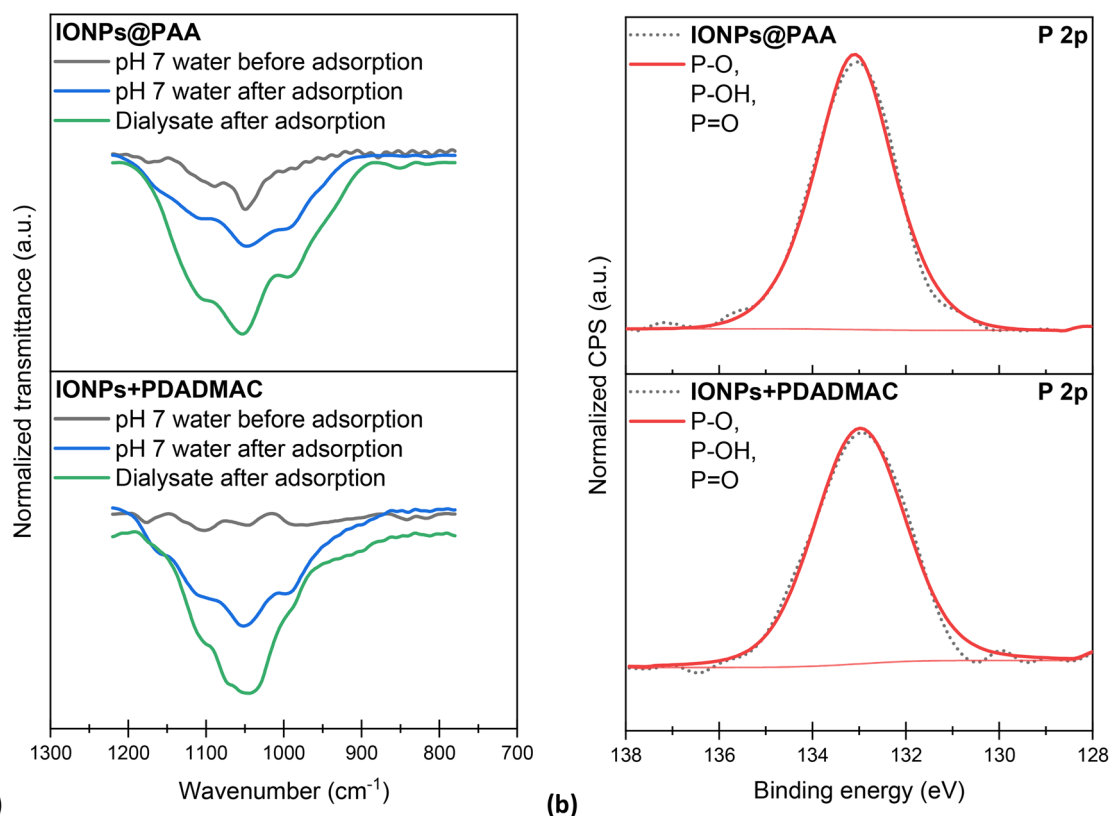 IONPs@PAA
pH 7 water before adsorption
pH 7 water after adsorption
Dialysate after adsorption
IONPs+PDADMAC
pH 7 water before adsorption
pH 7 water after adsorption
Dialysate after adsorption
Normalized transmittance (a.u.)
1300 1200 1100 1000 900 800 700
Wavenumber (cm-1)
)
IONPs@PAA P 2p
P-O,
P-OH,
P=O
IONPs+PDADMAC P 2p
P-O,
P-OH,
P=O
Normalized CPS (a.u.)
138 136 134 132 130 128
(b) Binding energy (eV)